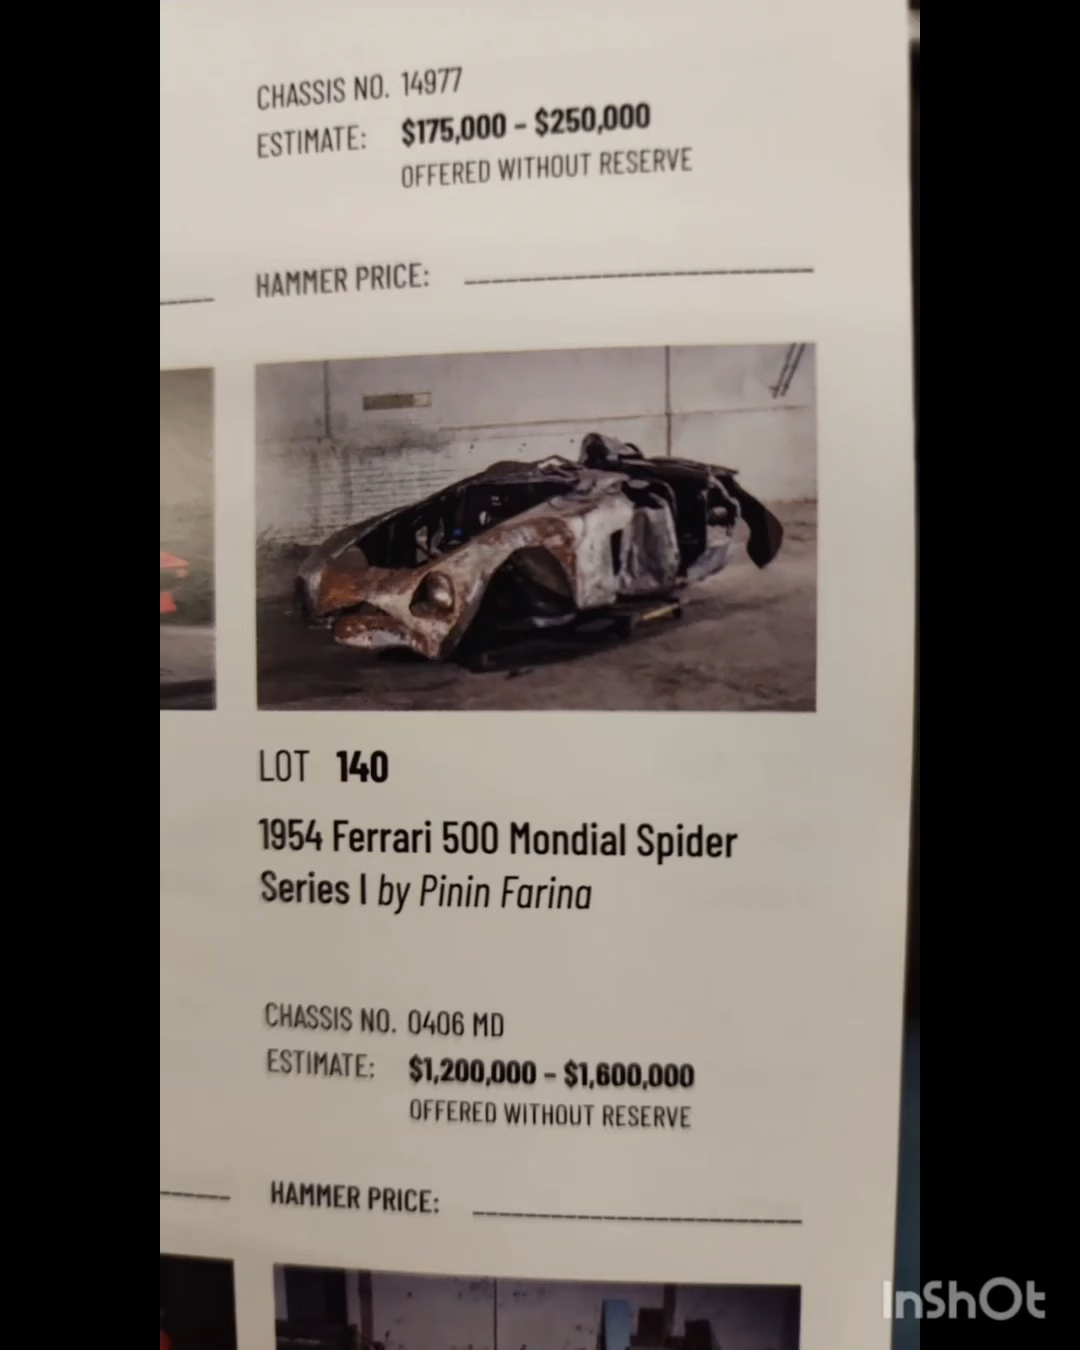 CHASSIS NO. 14977
ESTIMATE: $175,000 - $250,000
OFFERED WITHOUT RESERVE
HAMMER PRICE:
LOT 140
1954 Ferrari 500 Mondial Spider
Series I by Pinin Farina
CHASSIS NO. 0406 MD
ESTIMATE: $1,200,000 - $1,600,000
OFFERED WITHOUT RESERVE
HAMMER PRICE:
InShOt